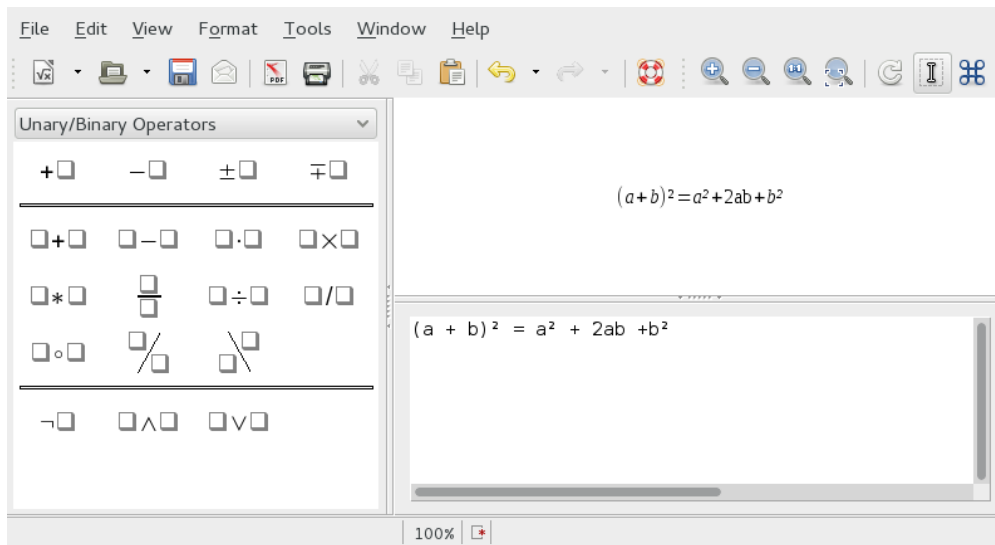 File Edit View Format Tools Window Help
PDF
Unary/Binary Operators
+□ −□ ±□ ∓□
□+□ □−□ □·□ □×□
□∗□ □/□ □÷□ □/□
□∘□ □/□ □\□
¬□ □∧□ □∨□
(a+b)²=a²+2ab+b²
(a + b)² = a² + 2ab +b²
100%